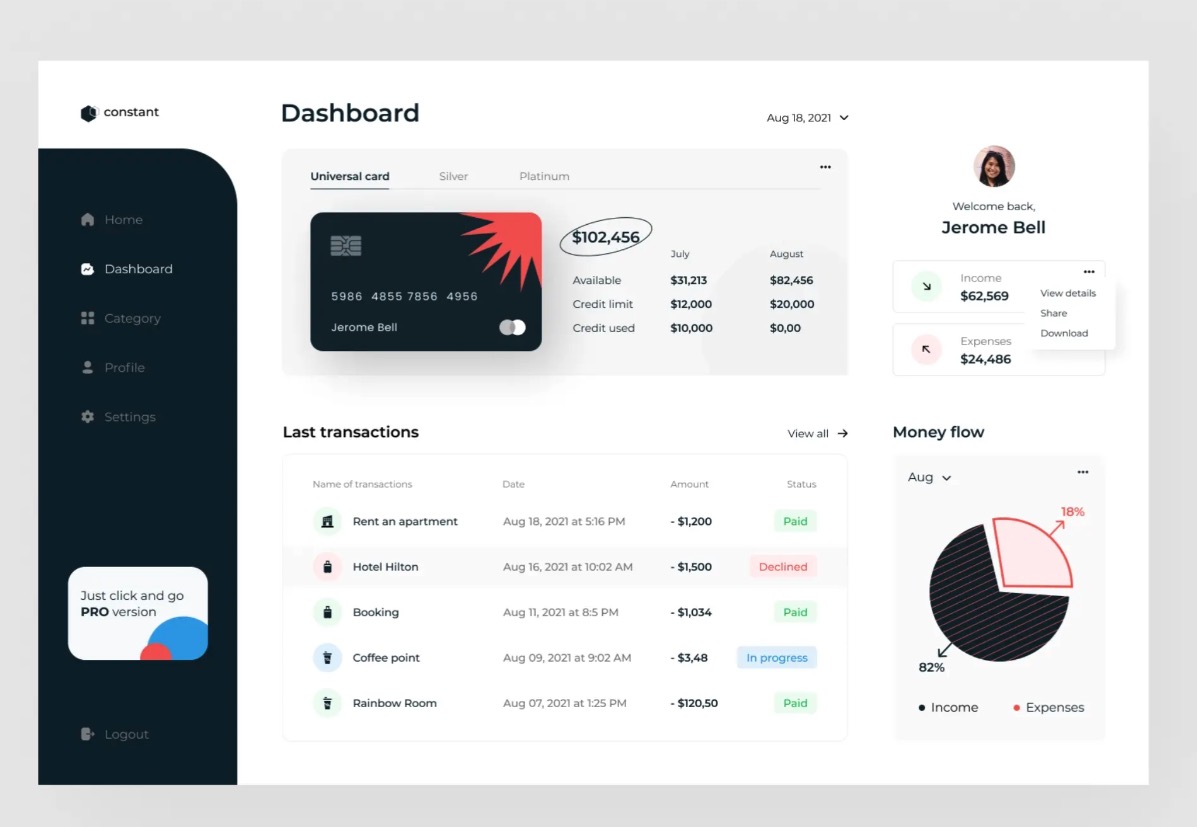 constant
Home
Dashboard
Category
Profile
Settings
Just click and go
PRO version
Logout
Dashboard
Aug 18, 2021
Universal card Silver Platinum
5986 4855 7856 4956
Jerome Bell
$102,456
July August
Available $31,213 $82,456
Credit limit $12,000 $20,000
Credit used $10,000 $0,00
Last transactions
View all →
Name of transactions Date Amount Status
Rent an apartment Aug 18, 2021 at 5:16 PM - $1,200 Paid
Hotel Hilton Aug 16, 2021 at 10:02 AM - $1,500 Declined
Booking Aug 11, 2021 at 8:5 PM - $1,034 Paid
Coffee point Aug 09, 2021 at 9:02 AM - $3,48 In progress
Rainbow Room Aug 07, 2021 at 1:25 PM - $120,50 Paid
Welcome back,
Jerome Bell
Income
$62,569
View details
Share
Download
Expenses
$24,486
Money flow
Aug
18%
82%
Income Expenses